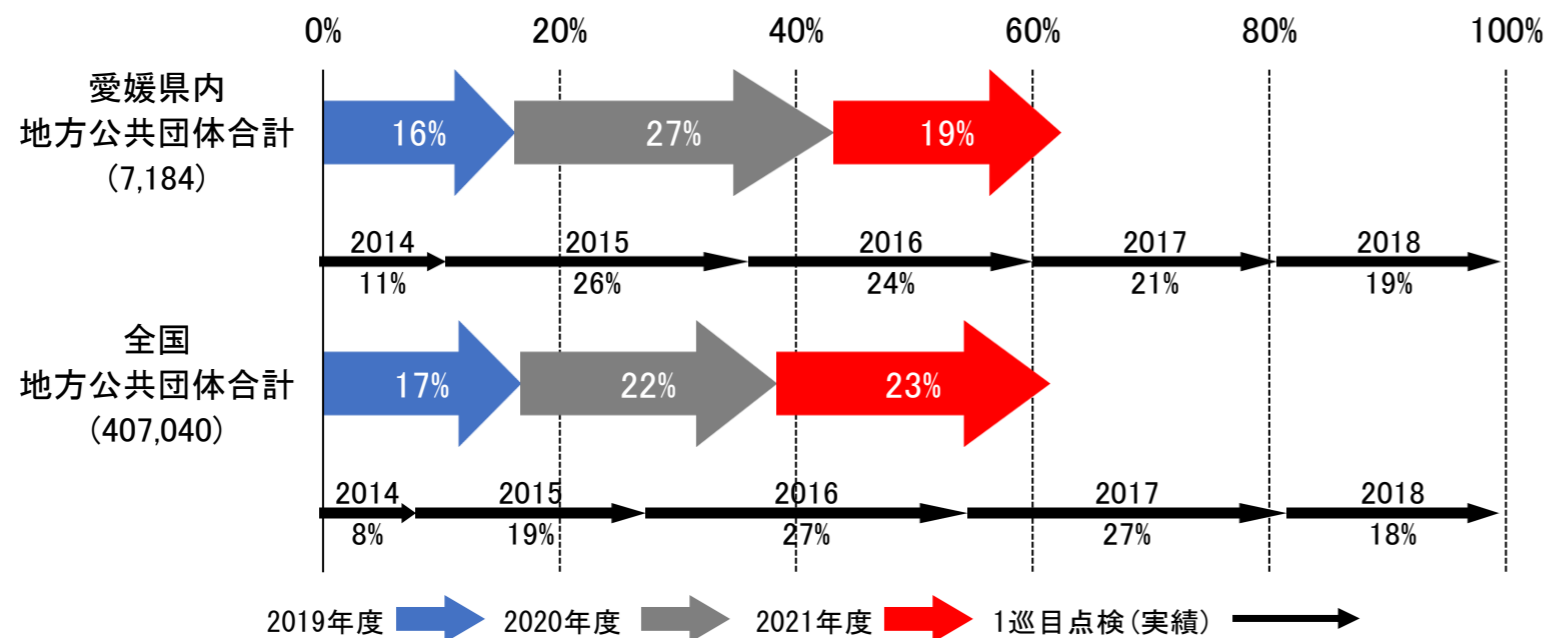 0% 20% 40% 60% 80% 100%
愛媛県内
地方公共団体合計
(7,184)
16% 27% 19%
2014 2015 2016 2017 2018
11% 26% 24% 21% 19%
全国
地方公共団体合計
(407,040)
17% 22% 23%
2014 2015 2016 2017 2018
8% 19% 27% 27% 18%
2019年度 2020年度 2021年度 1巡目点検(実績)